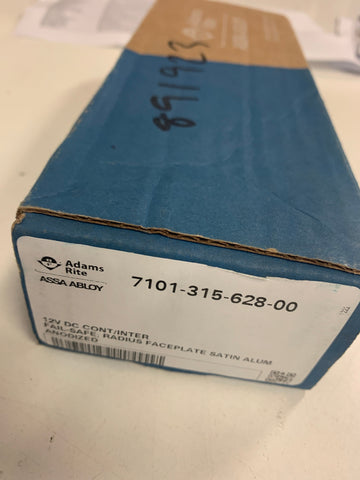 891923
Adams
Rite
ASSA ABLOY
7101-315-628-00
12V DC CONT/INTER
FAIL-SAFE, RADIUS FACEPLATE SATIN ALUM
ANODIZED